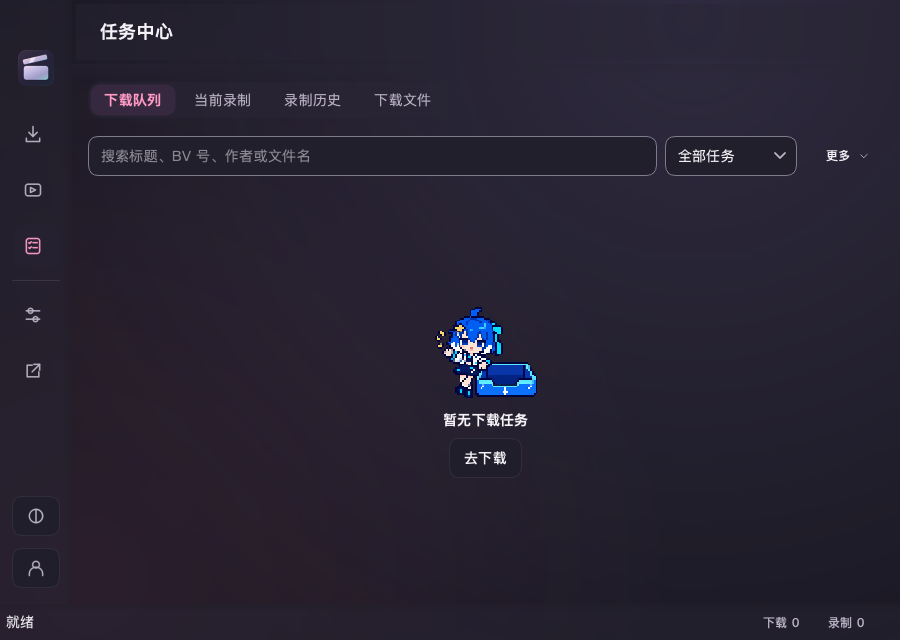 任务中心
下载队列 当前录制 录制历史 下载文件
搜索标题、BV 号、作者或文件名 全部任务 更多
暂无下载任务
去下载
就绪 下载 0 录制 0